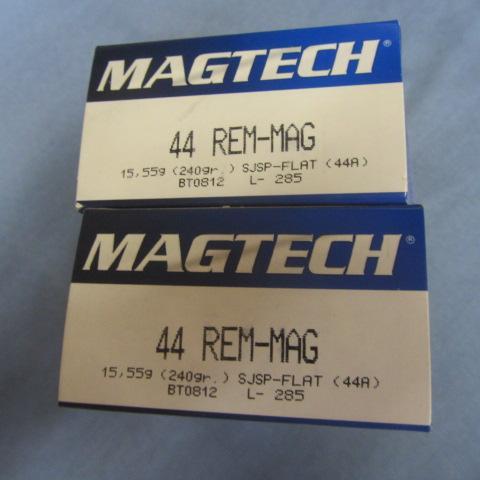 MAGTECH®
44 REM-MAG
15,55g (240gr.) SJSP-FLAT (44A)
BT0812 L- 285
MAGTECH®
44 REM-MAG
15,55g (240gr.) SJSP-FLAT (44A)
BT0812 L- 285